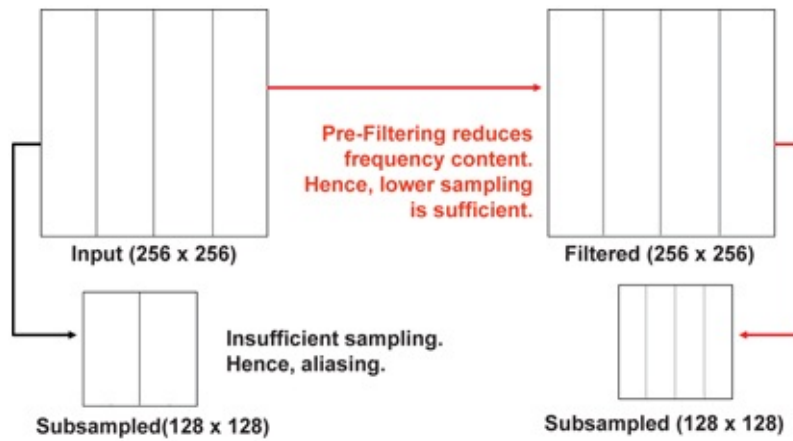 Pre-Filtering reduces
frequency content.
Hence, lower sampling
is sufficient.
Input (256 x 256)
Filtered (256 x 256)
Insufficient sampling.
Hence, aliasing.
Subsampled(128 x 128)
Subsampled (128 x 128)